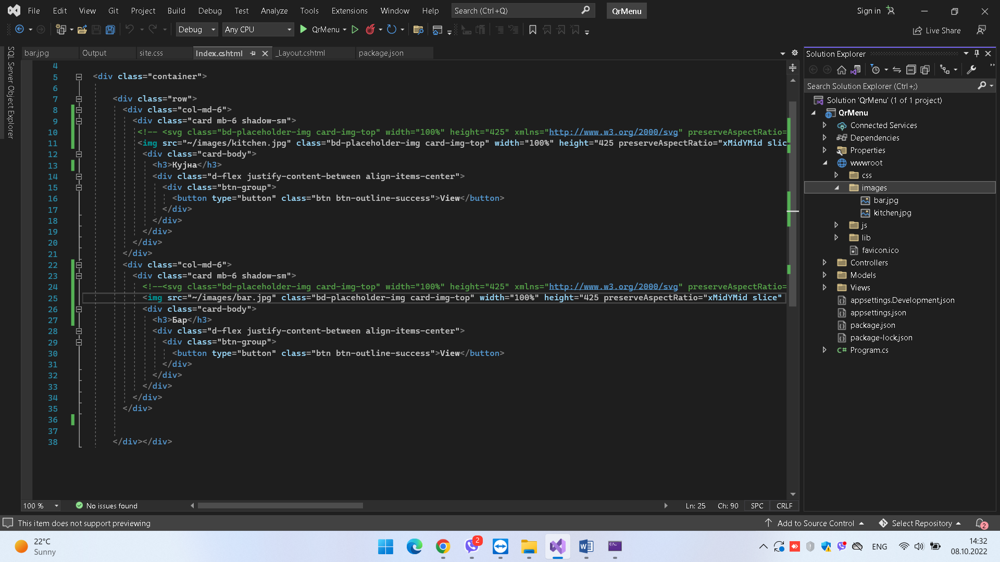 File Edit View Git Project Build Debug Test Analyze Tools Extensions Window Help Search (Ctrl+Q) QrMenu Sign in
Debug Any CPU QrMenu Live Share
SQL Server Object Explorer
bar.jpg Output site.css Index.cshtml _Layout.cshtml package.json
4
5 <div class="container">
6
7 <div class="row">
8 <div class="col-md-6">
9 <div class="card mb-6 shadow-sm">
10 <!-- <svg class="bd-placeholder-img card-img-top" width="100%" height="425" xmlns="http://www.w3.org/2000/svg" preserveAspectRatio=
11 <img src="~/images/kitchen.jpg" class="bd-placeholder-img card-img-top" width="100%" height="425 preserveAspectRatio="xMidYMid slic
12 <div class="card-body">
13 <h3>Кујна</h3>
14 <div class="d-flex justify-content-between align-items-center">
15 <div class="btn-group">
16 <button type="button" class="btn btn-outline-success">View</button>
17 </div>
18 </div>
19 </div>
20 </div>
21 </div>
22 <div class="col-md-6">
23 <div class="card mb-6 shadow-sm">
24 <!--<svg class="bd-placeholder-img card-img-top" width="100%" height="425" xmlns="http://www.w3.org/2000/svg" preserveAspectRatio=
25 <img src="~/images/bar.jpg" class="bd-placeholder-img card-img-top" width="100%" height="425 preserveAspectRatio="xMidYMid slice"
26 <div class="card-body">
27 <h3>Бар</h3>
28 <div class="d-flex justify-content-between align-items-center">
29 <div class="btn-group">
30 <button type="button" class="btn btn-outline-success">View</button>
31 </div>
32 </div>
33 </div>
34 </div>
35 </div>
36
37
38 </div></div>
100 % No issues found Ln: 25 Ch: 90 SPC CRLF
Solution Explorer
Search Solution Explorer (Ctrl+;)
Solution 'QrMenu' (1 of 1 project)
QrMenu
Connected Services
Dependencies
Properties
wwwroot
css
images
bar.jpg
kitchen.jpg
js
lib
favicon.ico
Controllers
Models
Views
appsettings.Development.json
appsettings.json
package.json
package-lock.json
C# Program.cs
This item does not support previewing Add to Source Control Select Repository 2
22°C
Sunny
2
ENG
14:32
08.10.2022